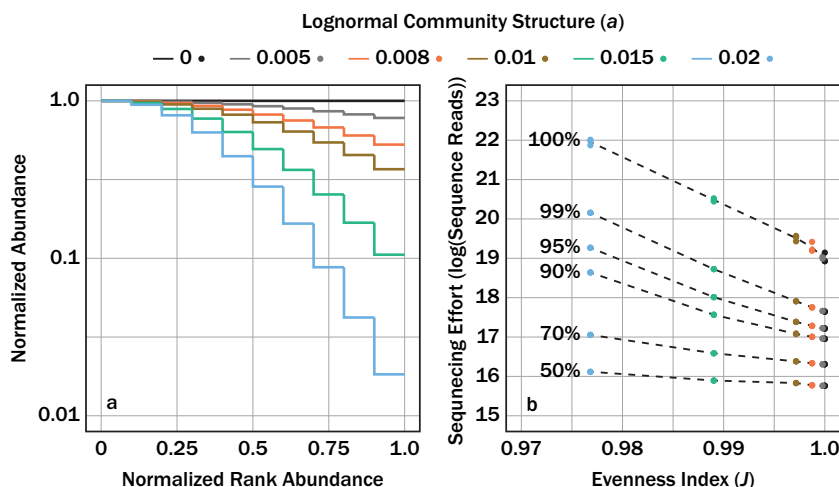 Lognormal Community Structure (a)
0 0.005 0.008 0.01 0.015 0.02
Normalized Abundance
1.0
0.1
0.01
a
0 0.25 0.5 0.75 1.0
Normalized Rank Abundance
Sequnecing Effort (log(Sequence Reads))
23
22
21
20
19
18
17
16
15
100%
99%
95%
90%
70%
50%
b
0.97 0.98 0.99 1.0
Evenness Index (J)